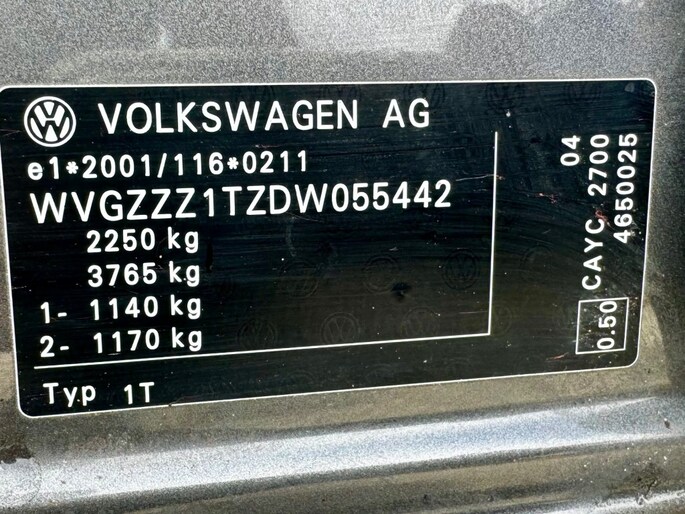 VOLKSWAGEN AG
e1*2001/116*0211
WVGZZZ1TZDW055442
2250 kg
3765 kg
1- 1140 kg
2- 1170 kg
Typ 1T
04
0.50 CAYC 2700
4650025